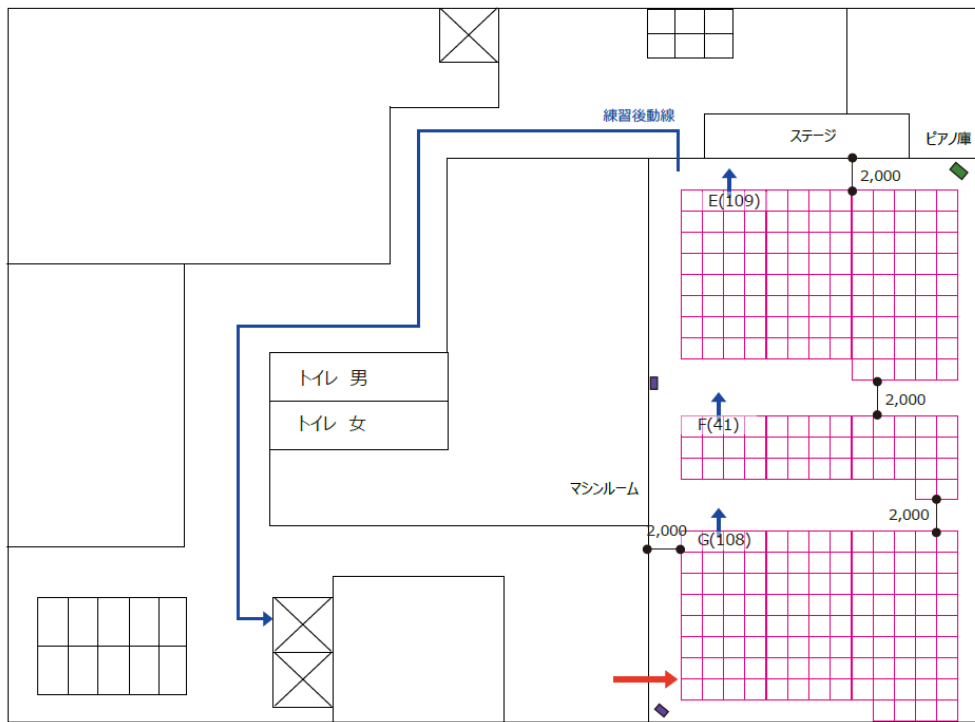 練習後動線
ステージ
ピアノ庫
2,000
E(109)
トイレ 男
2,000
トイレ 女
F(41)
マシンルーム
2,000
2,000
G(108)